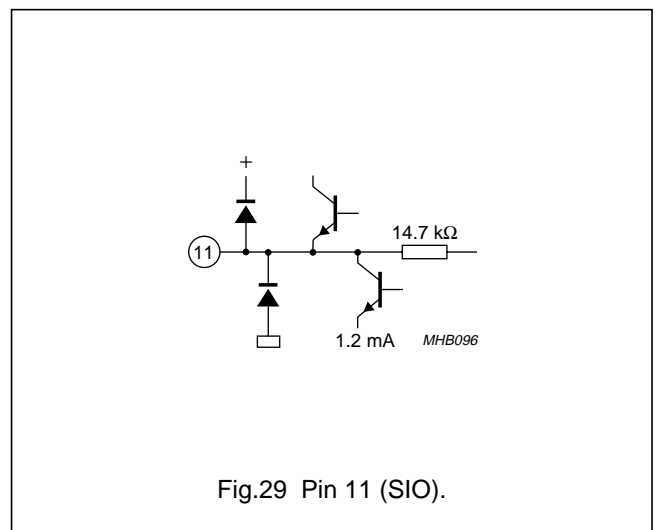 +
11
14.7 kΩ
1.2 mA MHB096
Fig.29 Pin 11 (SIO).